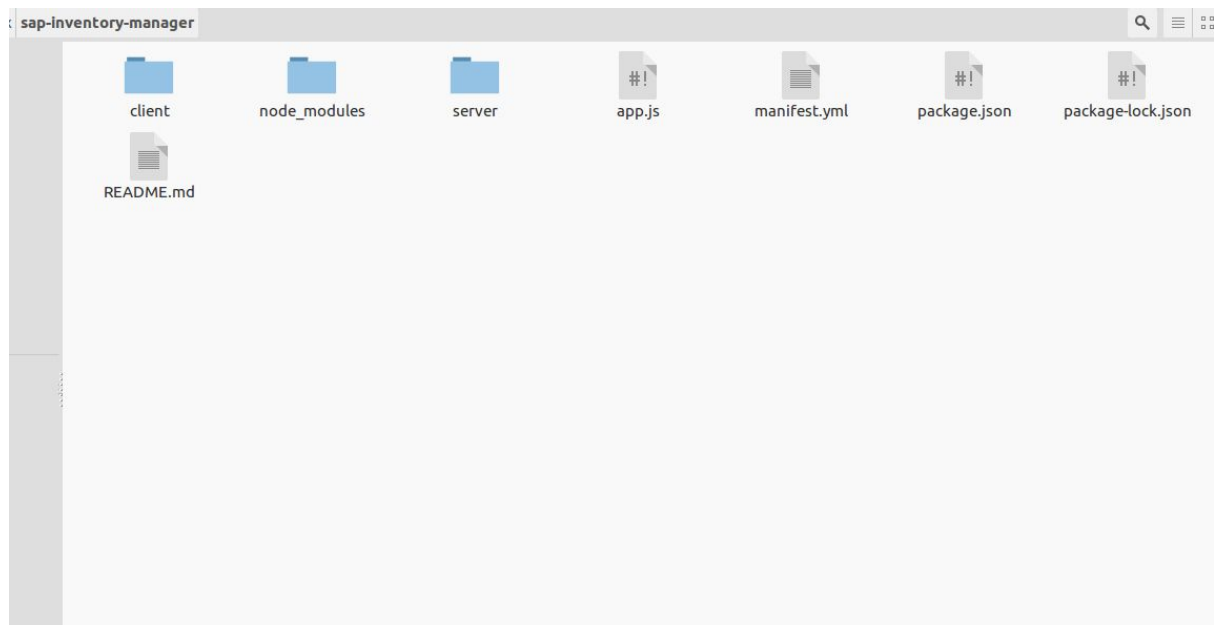 sap-inventory-manager
client node_modules server app.js manifest.yml package.json package-lock.json
#! #! #!
README.md